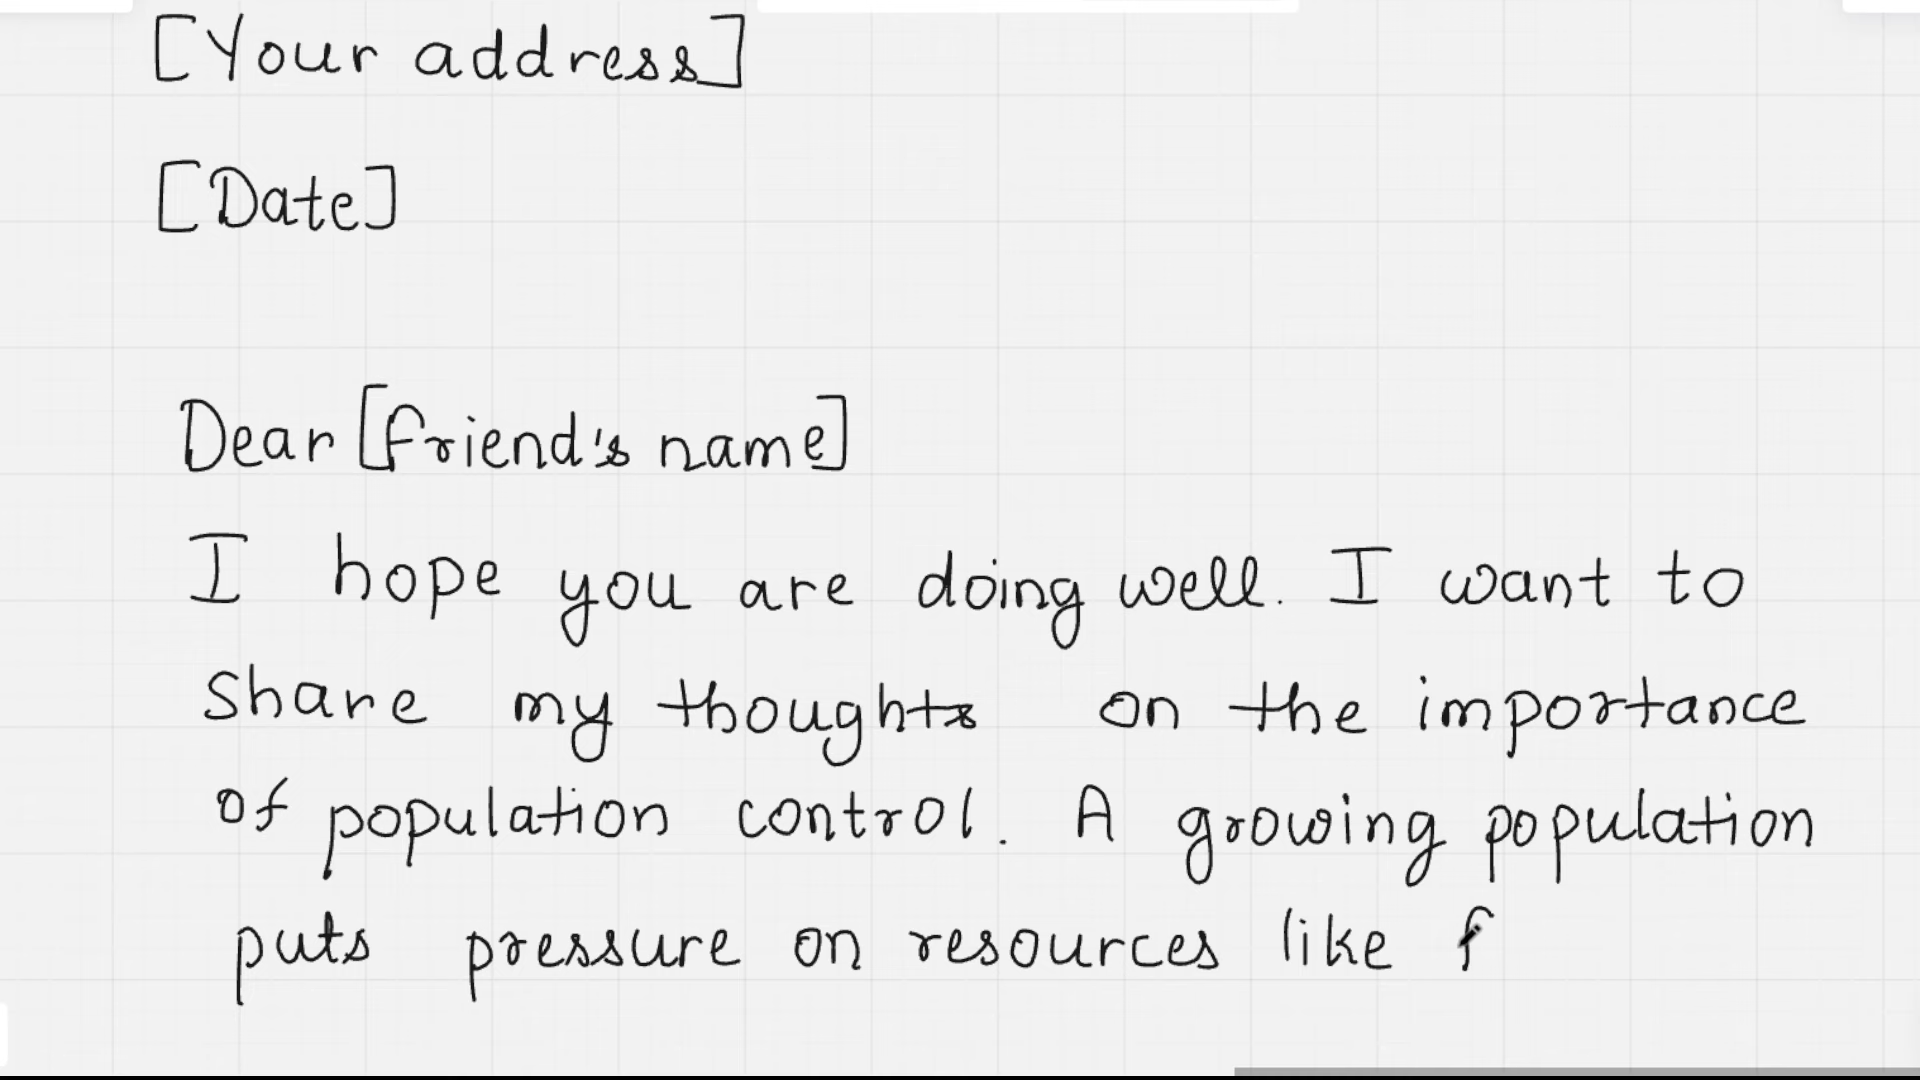 [Your address]
[Date]
Dear [friend's name]
I hope you are doing well. I want to
share my thoughts on the importance
of population control. A growing population
puts pressure on resources like f